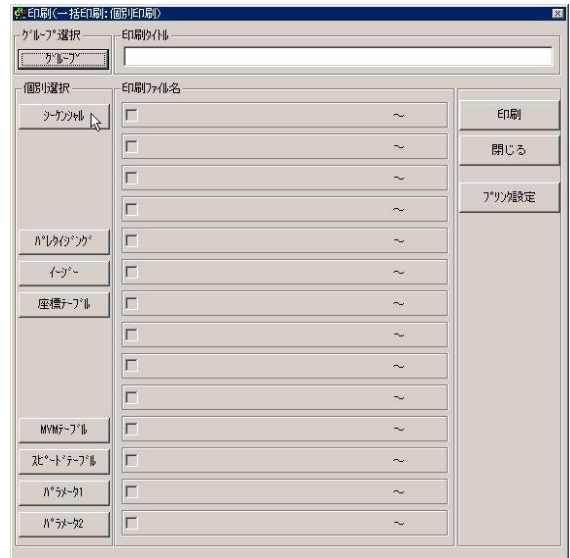 印刷(一括印刷:個別印刷)
ｸﾞﾙｰﾌﾟ選択
ｸﾞﾙｰﾌﾟ
印刷ﾀｲﾄﾙ
個別選択
印刷ﾌｧｲﾙ名
ｼｰｹﾝｼｬﾙ
～
印刷
～
閉じる
～
～
ﾌﾟﾘﾝﾀ設定
ﾊﾟﾚﾀｲｼﾞﾝｸﾞ
～
ｲｰｼﾞｰ
～
座標ﾃｰﾌﾞﾙ
～
～
～
～
MVMﾃｰﾌﾞﾙ
～
ｽﾋﾟｰﾄﾞﾃｰﾌﾞﾙ
～
ﾊﾟﾗﾒｰﾀ1
～
ﾊﾟﾗﾒｰﾀ2
～